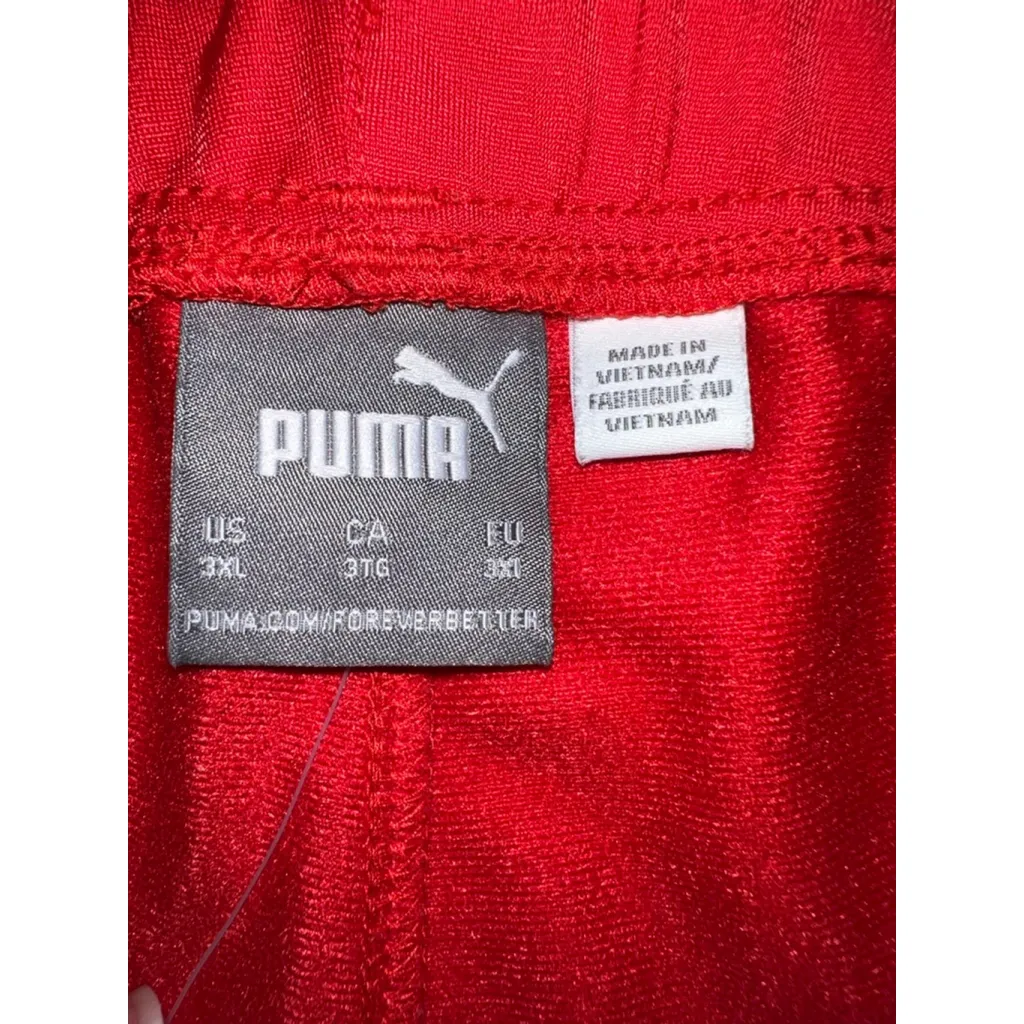 PUMA
US CA EU
3XL 3TG 3XL
PUMA.COM/FOREVERBETTER
MADE IN
VIETNAM/
FABRIQUÉ AU
VIETNAM